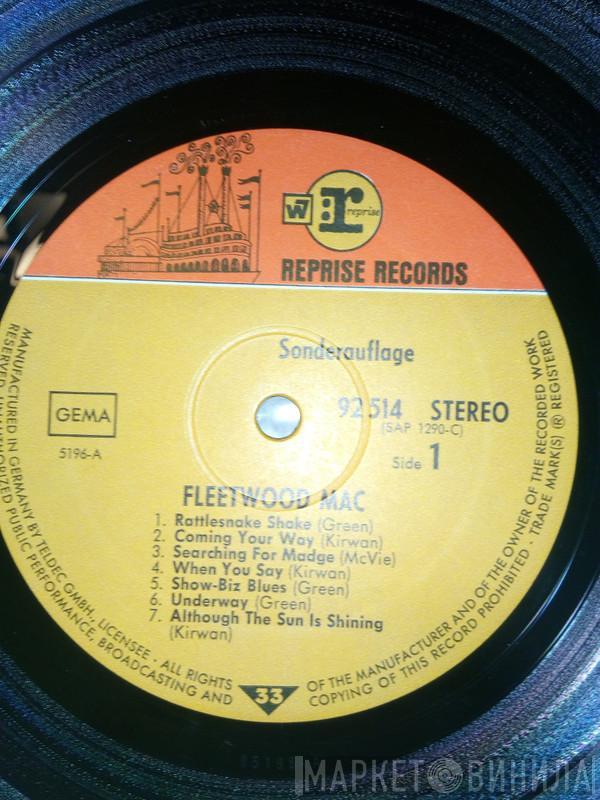 W7 r: reprise
REPRISE RECORDS
Sonderauflage
92 514 STEREO
(SAP 1290-C)
Side 1
GEMA
5196-A
FLEETWOOD MAC
1. Rattlesnake Shake (Green)
2. Coming Your Way (Kirwan)
3. Searching For Madge (McVie)
4. When You Say (Kirwan)
5. Show-Biz Blues (Green)
6. Underway (Green)
7. Although The Sun Is Shining
(Kirwan)
33
MANUFACTURED IN GERMANY BY TELDEC GMBH., LICENSEE · ALL RIGHTS OF THE MANUFACTURER AND OF THE OWNER OF THE RECORDED WORK
RESERVED. UNAUTHORIZED PUBLIC PERFORMANCE, BROADCASTING AND COPYING OF THIS RECORD PROHIBITED · TRADE MARK(S) ® REGISTERED
МАРКЕТ ВИНИЛА